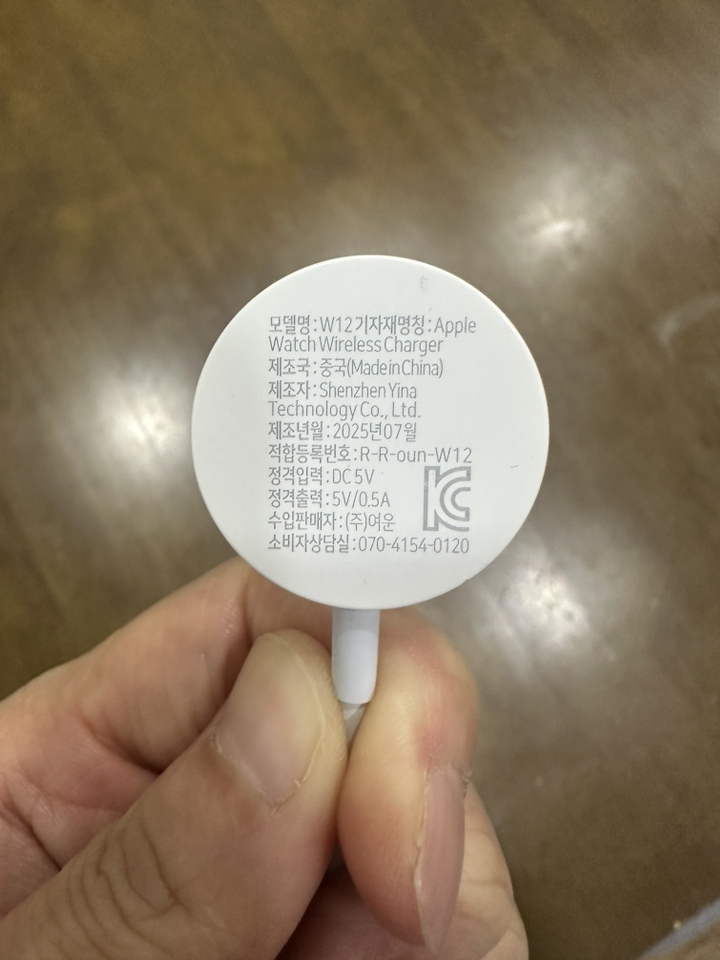 모델명:W12기자재명칭:Apple
Watch Wireless Charger
제조국:중국(Made in China)
제조자:Shenzhen Yina
Technology Co., Ltd.
제조년월:2025년07월
적합등록번호:R-R-oun-W12
정격입력:DC 5V
정격출력:5V/0.5A
수입판매자:(주)여운
소비자상담실:070-4154-0120